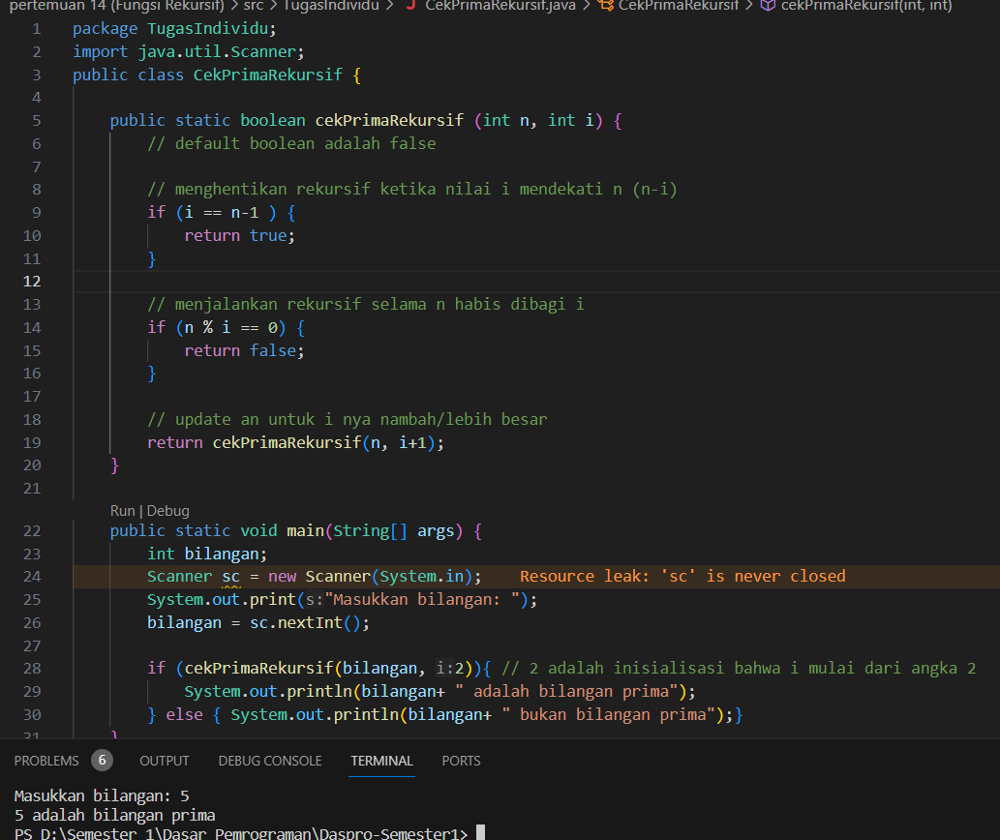 pertemuan 14 (Fungsi Rekursif) > src > TugasIndividu > J CekPrimaRekursif.java > CekPrimaRekursif > cekPrimaRekursif(int, int)
1 package TugasIndividu;
2 import java.util.Scanner;
3 public class CekPrimaRekursif {
4
5 public static boolean cekPrimaRekursif (int n, int i) {
6 // default boolean adalah false
7
8 // menghentikan rekursif ketika nilai i mendekati n (n-i)
9 if (i == n-1 ) {
10 return true;
11 }
12
13 // menjalankan rekursif selama n habis dibagi i
14 if (n % i == 0) {
15 return false;
16 }
17
18 // update an untuk i nya nambah/lebih besar
19 return cekPrimaRekursif(n, i+1);
20 }
21
Run | Debug
22 public static void main(String[] args) {
23 int bilangan;
24 Scanner sc = new Scanner(System.in); Resource leak: 'sc' is never closed
25 System.out.print(s:"Masukkan bilangan: ");
26 bilangan = sc.nextInt();
27
28 if (cekPrimaRekursif(bilangan, i:2)){ // 2 adalah inisialisasi bahwa i mulai dari angka 2
29 System.out.println(bilangan+ " adalah bilangan prima");
30 } else { System.out.println(bilangan+ " bukan bilangan prima");}
31 }
PROBLEMS 6 OUTPUT DEBUG CONSOLE TERMINAL PORTS
Masukkan bilangan: 5
5 adalah bilangan prima
PS D:\Semester 1\Dasar Pemrograman\Daspro-Semester1>